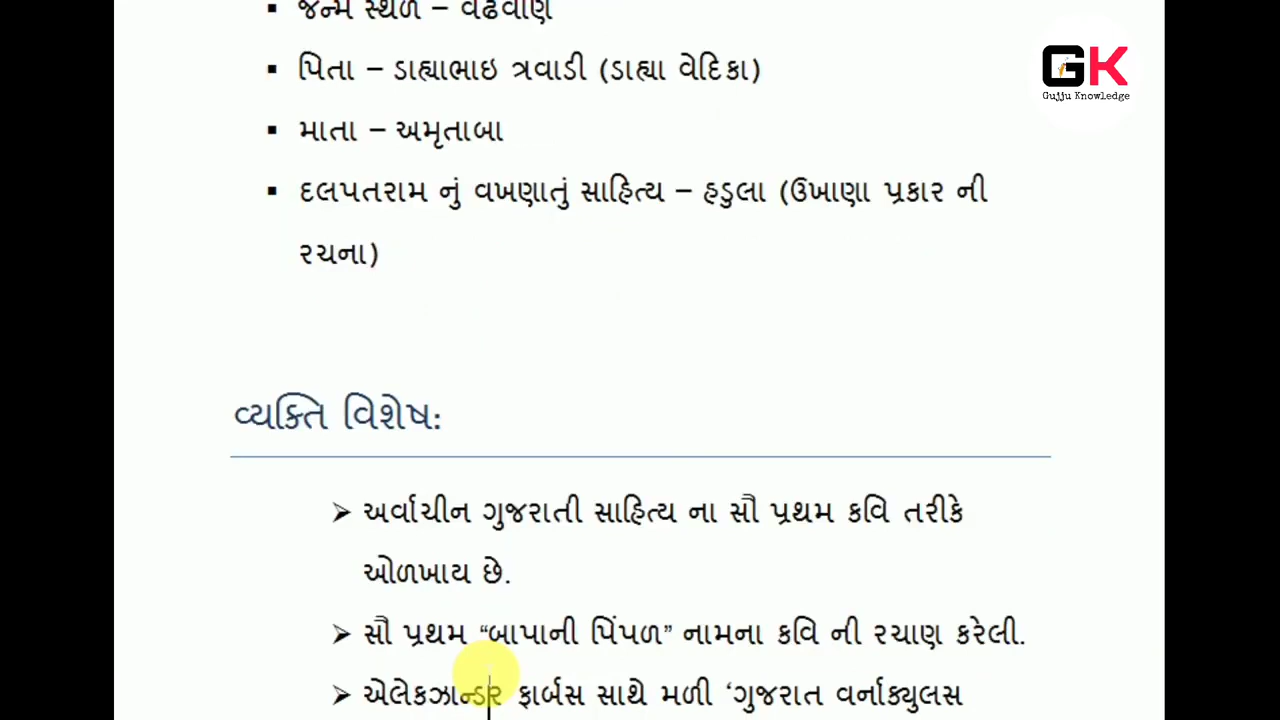 જન્મ સ્થળ – વઢવાણ
પિતા – ડાહ્યાભાઇ ત્રવાડી (ડાહ્યા વેદિકા)
માતા – અમૃતાબા
દલપતરામ નું વખણાતું સાહિત્ય – હડુલા (ઉખાણા પ્રકાર ની
રચના)
GK
Gujju Knowledge
વ્યક્તિ વિશેષ:
અર્વાચીન ગુજરાતી સાહિત્ય ના સૌ પ્રથમ કવિ તરીકે
ઓળખાય છે.
સૌ પ્રથમ “બાપાની પિંપળ” નામના કવિ ની રચાણ કરેલી.
એલેકઝાન્ડર ફાર્બસ સાથે મળી ‘ગુજરાત વર્નાક્યુલસ